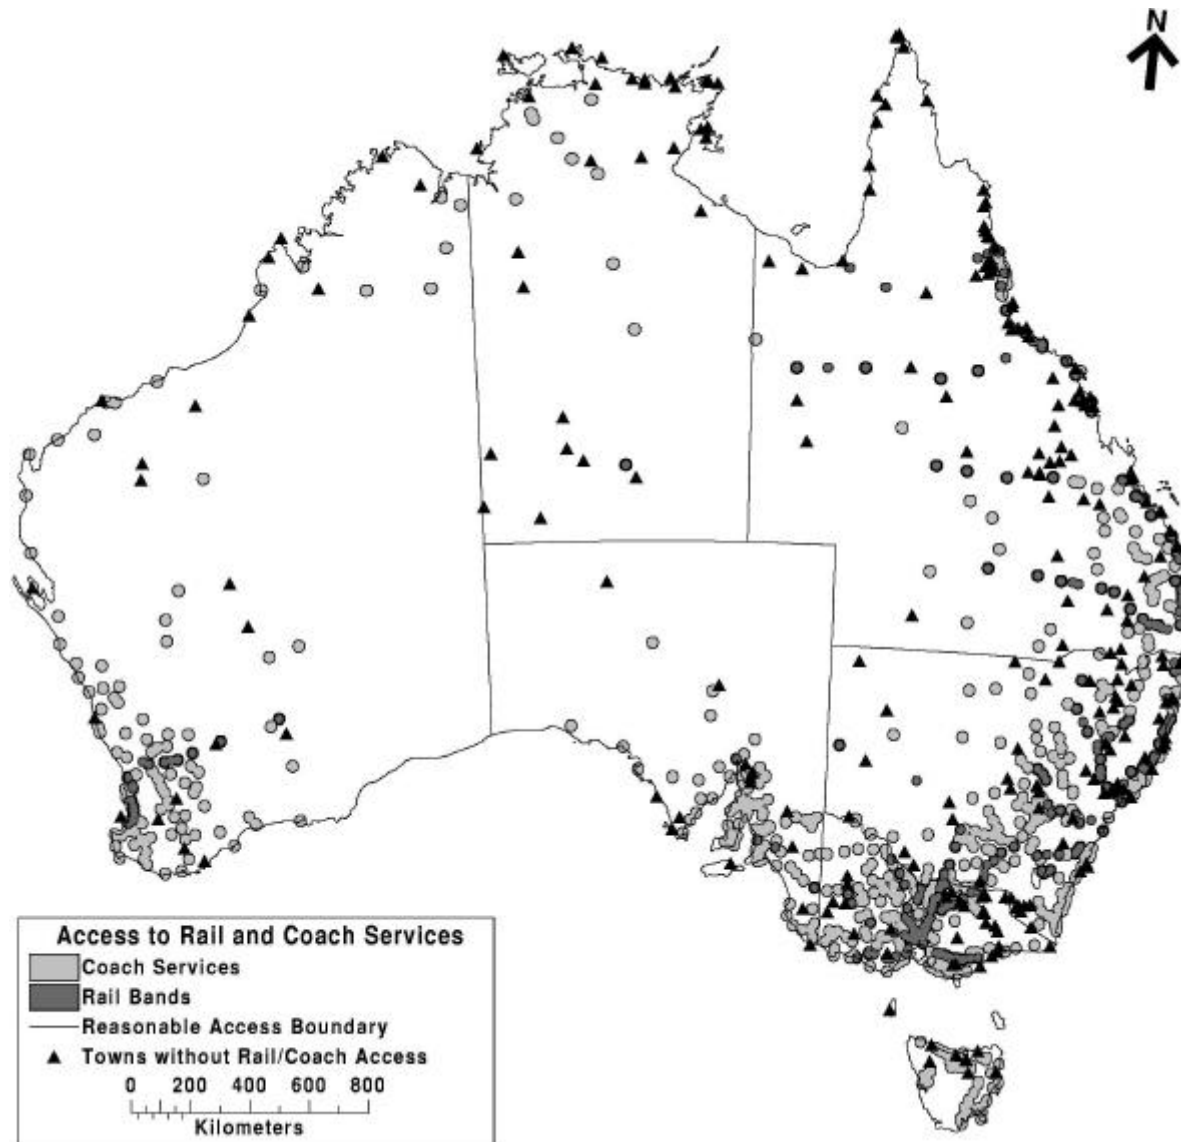 N
Access to Rail and Coach Services
Coach Services
Rail Bands
Reasonable Access Boundary
Towns without Rail/Coach Access
0 200 400 600 800
Kilometers